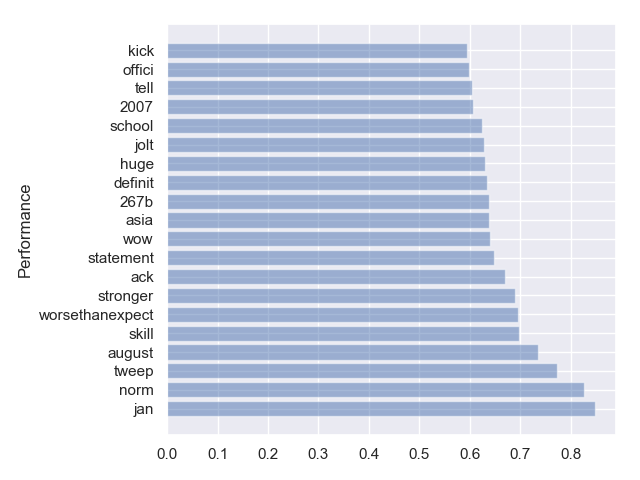 kick
offici
tell
2007
school
jolt
huge
definit
267b
asia
wow
statement
ack
stronger
worsethanexpect
skill
august
tweep
norm
jan
Performance
0.0 0.1 0.2 0.3 0.4 0.5 0.6 0.7 0.8